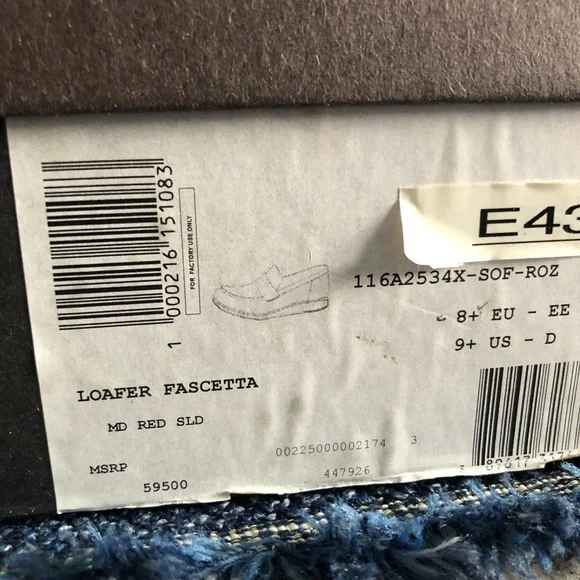 1 000216 151083
FOR FACTORY USE ONLY
E43
116A2534X-SOF-ROZ
8+ EU - EE
9+ US - D
LOAFER FASCETTA
MD RED SLD
00225000002174 3
MSRP
59500
447926